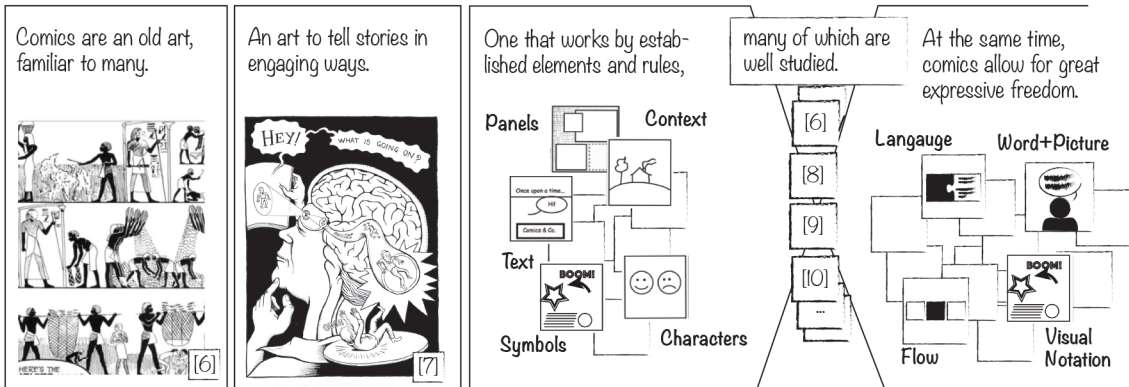 Comics are an old art,
familiar to many.
HERE'S THE
[6]
An art to tell stories in
engaging ways.
HEY!
WHAT IS GOING ON?
[7]
One that works by estab-
lished elements and rules,
Panels
Context
Once upon a time...
Hi!
Comics & Co.
Text
BOOM!
Symbols
Characters
many of which are
well studied.
[6]
[8]
[9]
[10]
...
At the same time,
comics allow for great
expressive freedom.
Langauge
Word+Picture
BOOM!
Flow
Visual
Notation